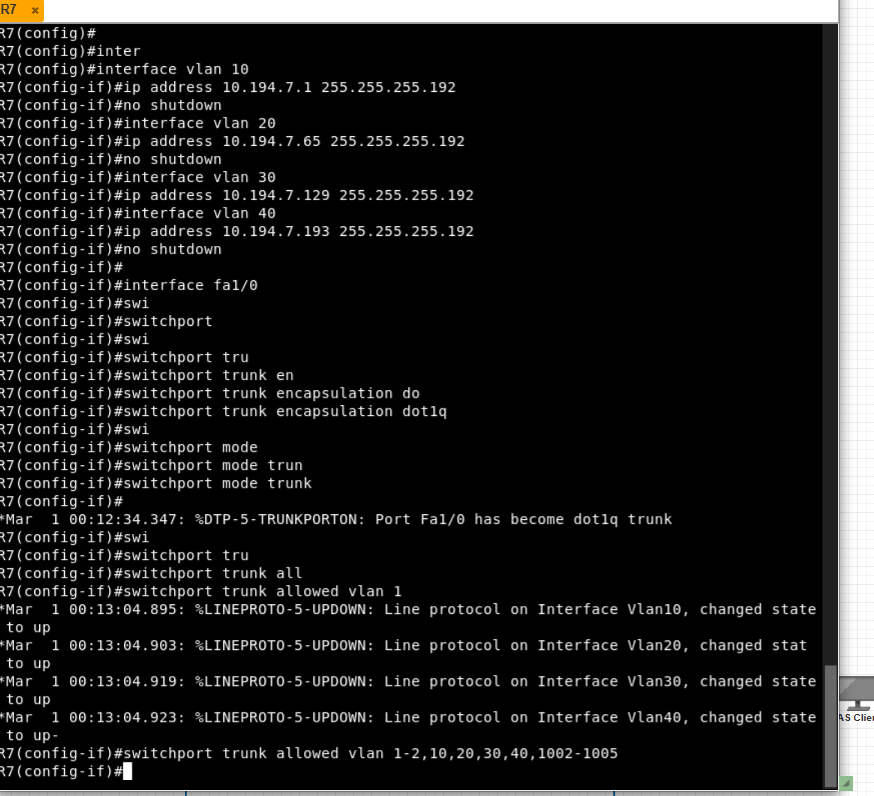 R7 ×
R7(config)#
R7(config)#inter
R7(config)#interface vlan 10
R7(config-if)#ip address 10.194.7.1 255.255.255.192
R7(config-if)#no shutdown
R7(config-if)#interface vlan 20
R7(config-if)#ip address 10.194.7.65 255.255.255.192
R7(config-if)#no shutdown
R7(config-if)#interface vlan 30
R7(config-if)#ip address 10.194.7.129 255.255.255.192
R7(config-if)#interface vlan 40
R7(config-if)#ip address 10.194.7.193 255.255.255.192
R7(config-if)#no shutdown
R7(config-if)#
R7(config-if)#interface fa1/0
R7(config-if)#swi
R7(config-if)#switchport
R7(config-if)#swi
R7(config-if)#switchport tru
R7(config-if)#switchport trunk en
R7(config-if)#switchport trunk encapsulation do
R7(config-if)#switchport trunk encapsulation dot1q
R7(config-if)#swi
R7(config-if)#switchport mode
R7(config-if)#switchport mode trun
R7(config-if)#switchport mode trunk
R7(config-if)#
*Mar  1 00:12:34.347: %DTP-5-TRUNKPORTON: Port Fa1/0 has become dot1q trunk
R7(config-if)#swi
R7(config-if)#switchport tru
R7(config-if)#switchport trunk all
R7(config-if)#switchport trunk allowed vlan 1
*Mar  1 00:13:04.895: %LINEPROTO-5-UPDOWN: Line protocol on Interface Vlan10, changed state
 to up
*Mar  1 00:13:04.903: %LINEPROTO-5-UPDOWN: Line protocol on Interface Vlan20, changed stat
 to up
*Mar  1 00:13:04.919: %LINEPROTO-5-UPDOWN: Line protocol on Interface Vlan30, changed state
 to up
*Mar  1 00:13:04.923: %LINEPROTO-5-UPDOWN: Line protocol on Interface Vlan40, changed state
 to up-
R7(config-if)#switchport trunk allowed vlan 1-2,10,20,30,40,1002-1005
R7(config-if)#
AS Clie